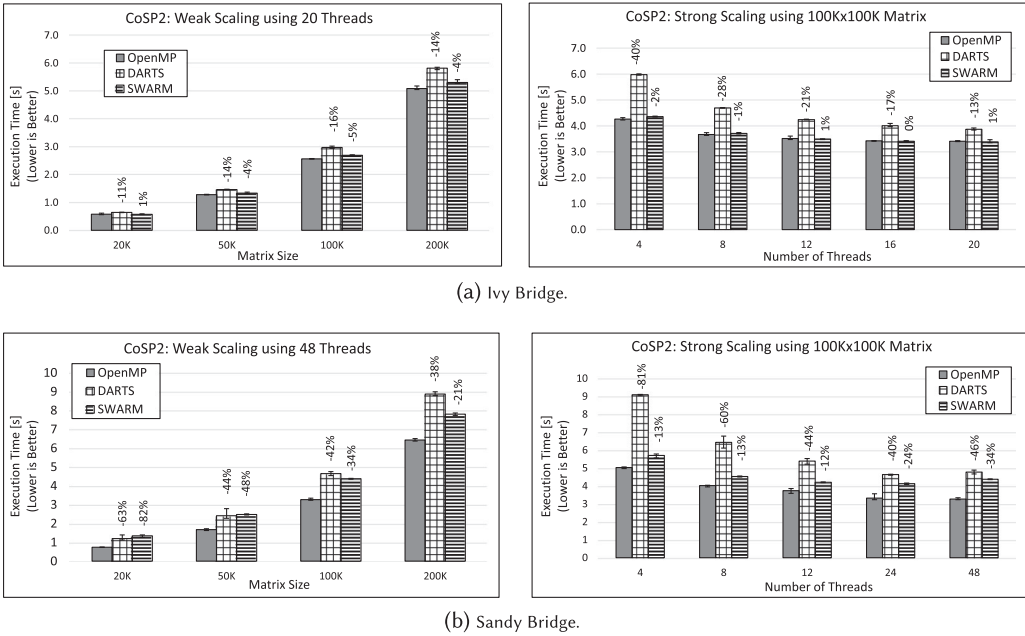 CoSP2: Weak Scaling using 20 Threads
Execution Time [s]
(Lower is Better)
7.0
6.0
5.0
4.0
3.0
2.0
1.0
0.0
OpenMP
DARTS
SWARM
-11%
1%
-14%
-4%
-16%
-5%
-14%
-4%
20K
50K
100K
200K
Matrix Size
CoSP2: Strong Scaling using 100Kx100K Matrix
Execution Time [s]
(Lower is Better)
7.0
6.0
5.0
4.0
3.0
2.0
1.0
0.0
OpenMP
DARTS
SWARM
-40%
-2%
-28%
-1%
-21%
1%
-17%
0%
-13%
1%
4
8
12
16
20
Number of Threads
(a) Ivy Bridge.
CoSP2: Weak Scaling using 48 Threads
Execution Time [s]
(Lower is Better)
10
9
8
7
6
5
4
3
2
1
0
OpenMP
DARTS
SWARM
-63%
-82%
-44%
-48%
-42%
-34%
-38%
-21%
20K
50K
100K
200K
Matrix Size
CoSP2: Strong Scaling using 100Kx100K Matrix
Execution Time [s]
(Lower is Better)
10
9
8
7
6
5
4
3
2
1
0
OpenMP
DARTS
SWARM
-81%
-13%
-60%
-13%
-44%
-12%
-40%
-24%
-46%
-34%
4
8
12
24
48
Number of Threads
(b) Sandy Bridge.